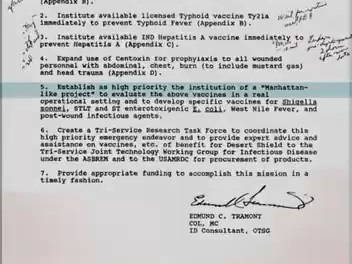 (Appendix B).
2. Institute available licensed Typhoid vaccine Ty21a
immediately to prevent Typhoid Fever (Appendix B).
3. Institute available IND Hepatitis A vaccine immediately to
prevent Hepatitis A (Appendix C).
4. Expand use of Centoxin for prophylaxis to all wounded
personnel with abdominal, chest, burn (to include mustard gas)
and head trauma (Appendix D).
5. Establish as high priority the institution of a "Manhattan-
like project" to evaluate the above vaccines in a real
operational setting and to develop specific vaccines for Shigella
sonnei, STLT and ST enterotoxigenic E. coli, West Nile Fever, and
post-wound infectious agents.
6. Create a Tri-Service Research Task Force to coordinate this
high priority emergency endeavor and to provide expert advice and
assistance on vaccines, etc. of benefit for Desert Shield to the
Tri-Service Joint Technology Working Group for Infectious Disease
under the ASBREM and to the USAMRDC for procurement of products.
7. Provide appropriate funding to accomplish this mission in a
timely fashion.
EDMUND C. TRAMONT
COL, MC
ID Consultant, OTSG